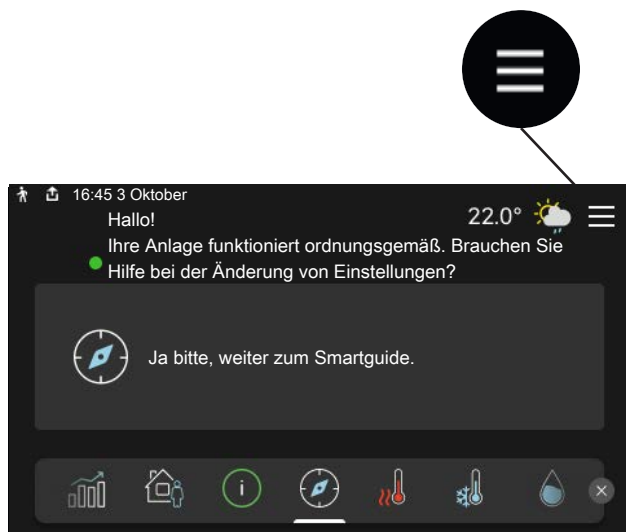 16:45 3 Oktober
22.0°
Hallo!
Ihre Anlage funktioniert ordnungsgemäß. Brauchen Sie
Hilfe bei der Änderung von Einstellungen?
Ja bitte, weiter zum Smartguide.
i